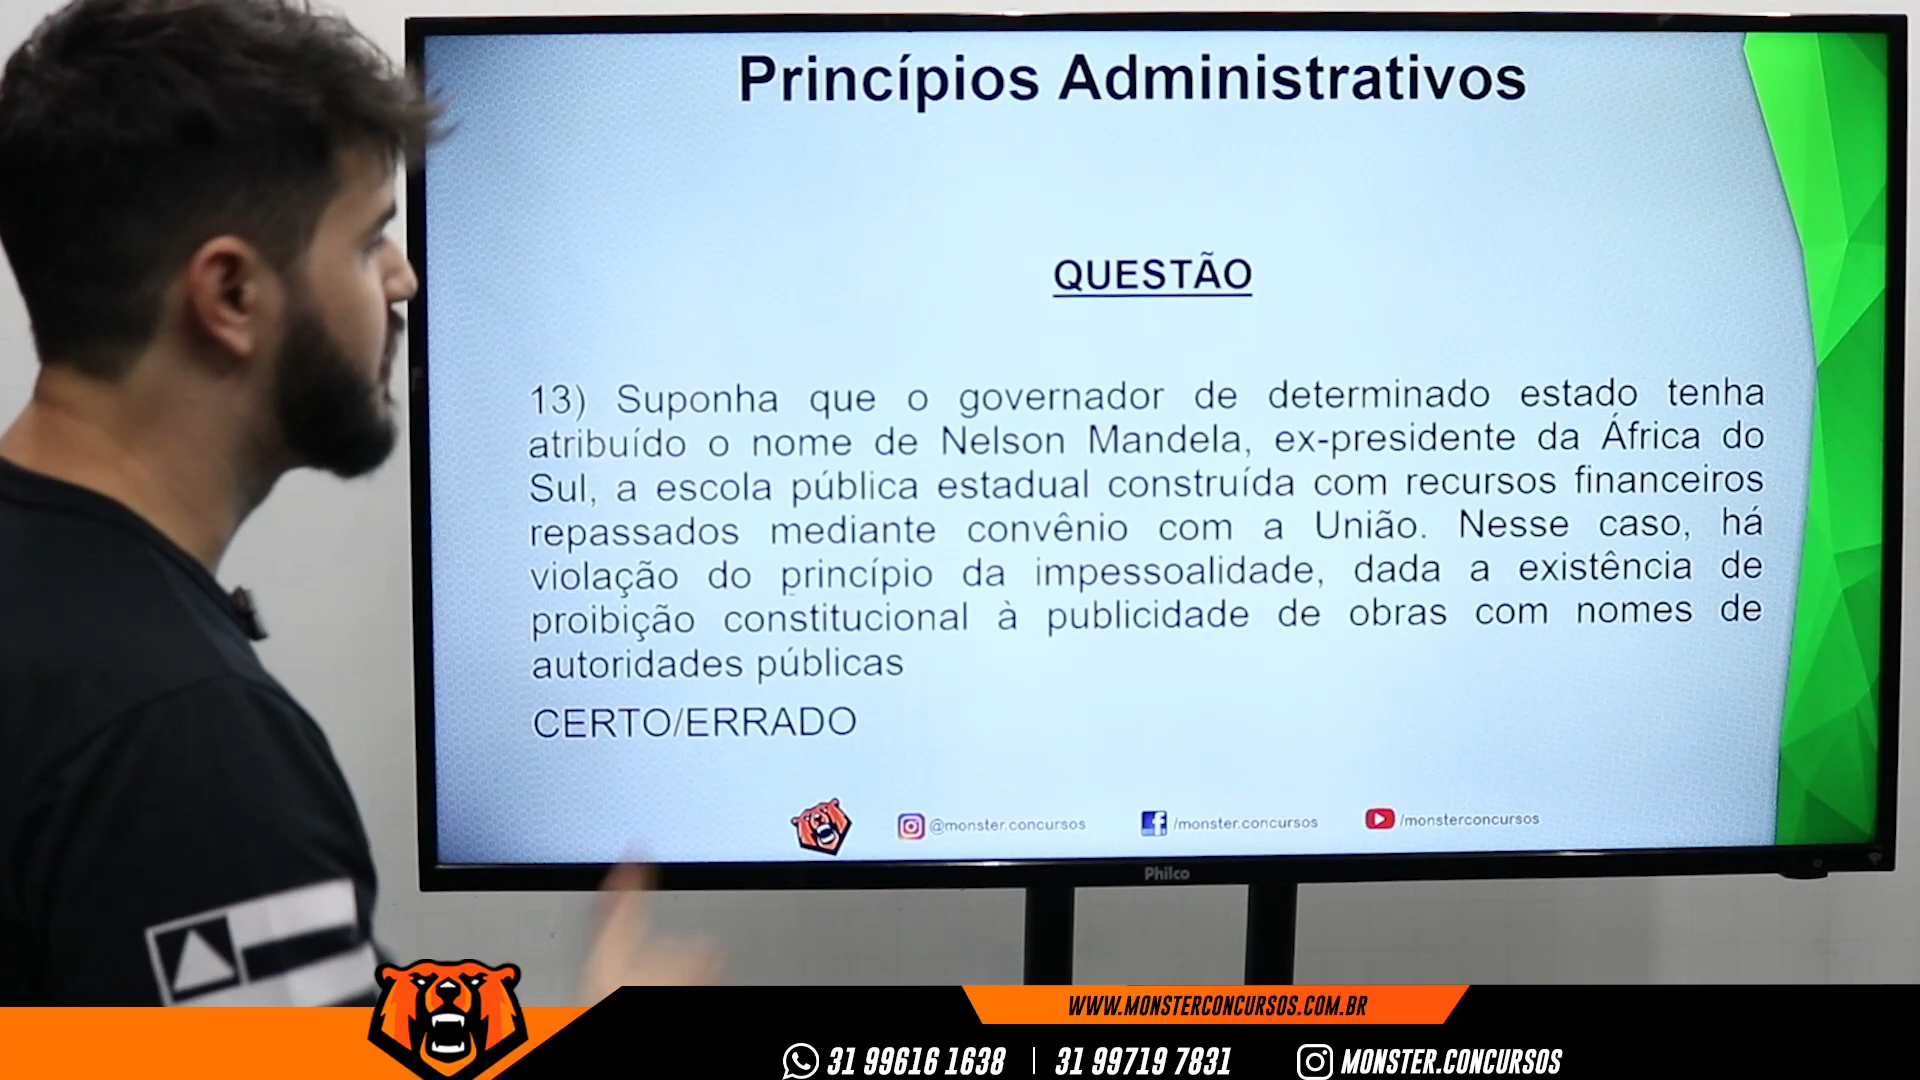 Princípios Administrativos
QUESTÃO
13) Suponha que o governador de determinado estado tenha
atribuído o nome de Nelson Mandela, ex-presidente da África do
Sul, a escola pública estadual construída com recursos financeiros
repassados mediante convênio com a União. Nesse caso, há
violação do princípio da impessoalidade, dada a existência de
proibição constitucional à publicidade de obras com nomes de
autoridades públicas
CERTO/ERRADO
@monster.concursos
/monster.concursos
/monsterconcursos
Philco
WWW.MONSTERCONCURSOS.COM.BR
31 99616 1638 | 31 99719 7831
MONSTER.CONCURSOS